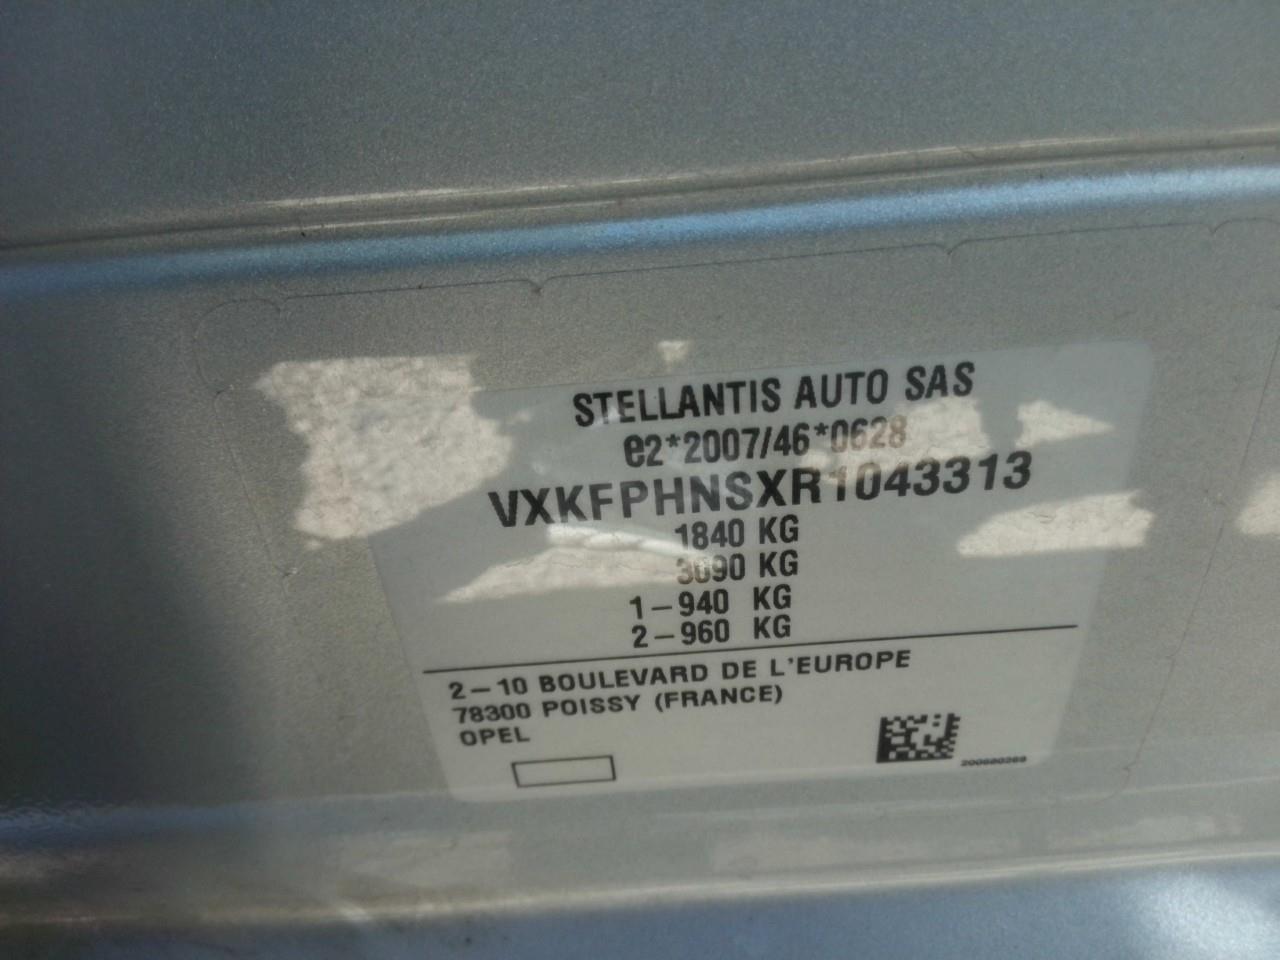 STELLANTIS AUTO SAS
e2*2007/46*0628
VXKFPHNSXR1043313
1840 KG
3090 KG
1-940 KG
2-960 KG
2-10 BOULEVARD DE L'EUROPE
78300 POISSY (FRANCE)
OPEL